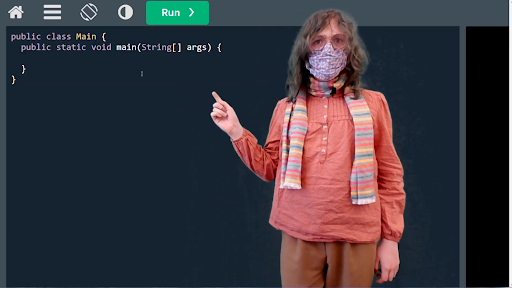 Run
public class Main {
public static void main(String[] args) {
}
}